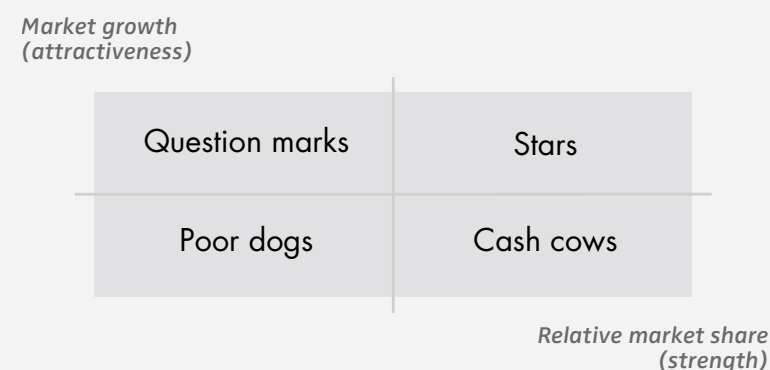 Market growth
(attractiveness)
Question marks
Stars
Poor dogs
Cash cows
Relative market share
(strength)